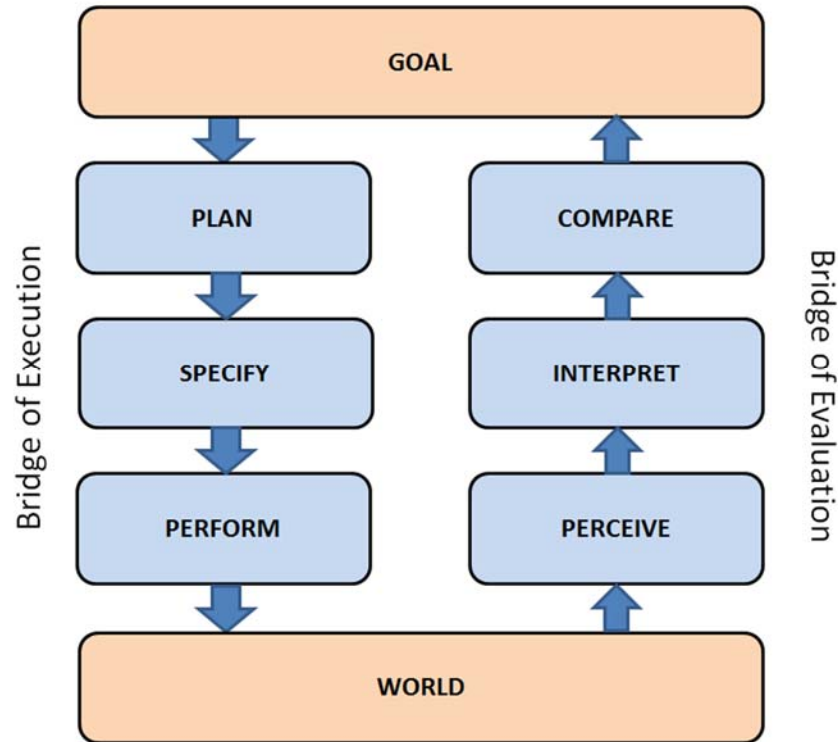 GOAL
PLAN
COMPARE
Bridge of Execution
SPECIFY
INTERPRET
Bridge of Evaluation
PERFORM
PERCEIVE
WORLD